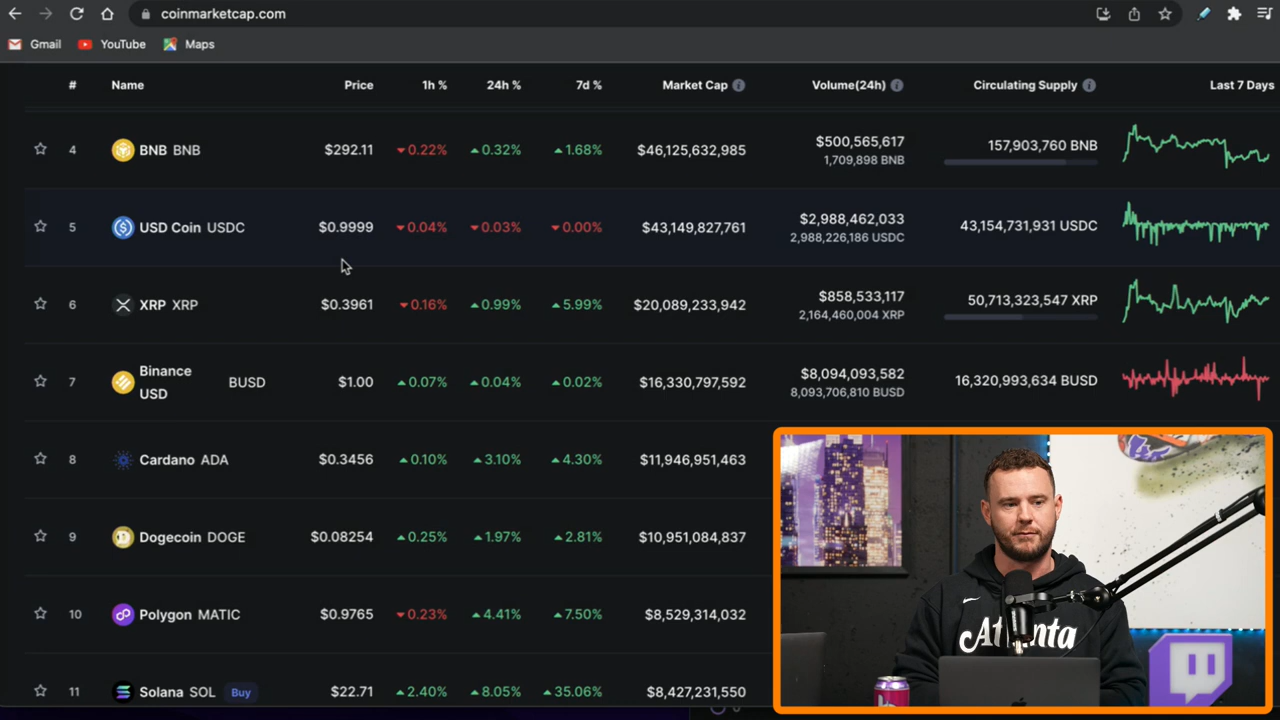 coinmarketcap.com
Gmail YouTube Maps
# Name Price 1h % 24h % 7d % Market Cap Volume(24h) Circulating Supply Last 7 Days
4 BNB BNB $292.11 0.22% 0.32% 1.68% $46,125,632,985 $500,565,617 157,903,760 BNB
1,709,898 BNB
5 USD Coin USDC $0.9999 0.04% 0.03% 0.00% $43,149,827,761 $2,988,462,033 43,154,731,931 USDC
2,988,226,186 USDC
6 XRP XRP $0.3961 0.16% 0.99% 5.99% $20,089,233,942 $858,533,117 50,713,323,547 XRP
2,164,460,004 XRP
7 Binance USD BUSD $1.00 0.07% 0.04% 0.02% $16,330,797,592 $8,094,093,582 16,320,993,634 BUSD
8,093,706,810 BUSD
8 Cardano ADA $0.3456 0.10% 3.10% 4.30% $11,946,951,463
9 Dogecoin DOGE $0.08254 0.25% 1.97% 2.81% $10,951,084,837
10 Polygon MATIC $0.9765 0.23% 4.41% 7.50% $8,529,314,032
11 Solana SOL Buy $22.71 2.40% 8.05% 35.06% $8,427,231,550
Atlanta